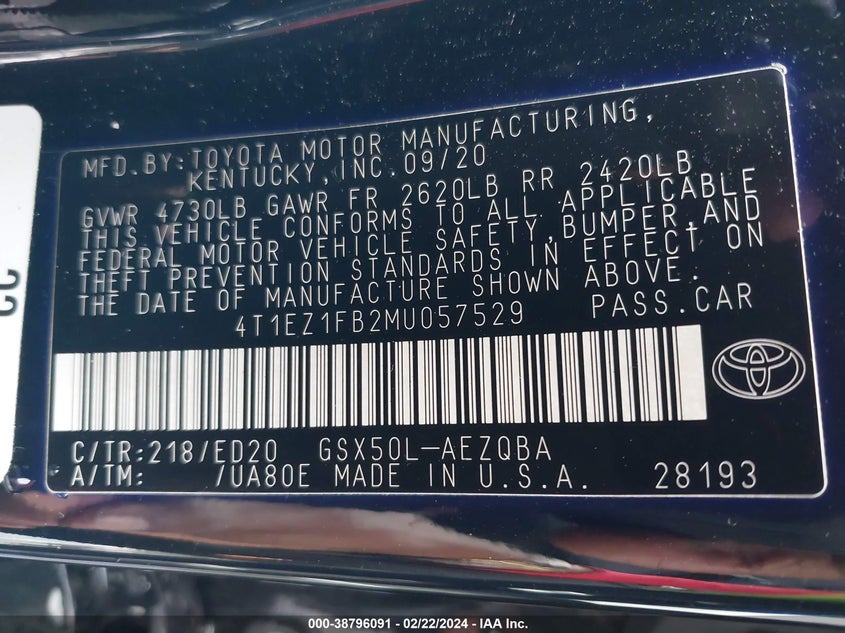 MFD.BY:TOYOTA MOTOR MANUFACTURING,
KENTUCKY,INC.09/20
GVWR 4730LB GAWR FR 2620LB RR 2420LB
THIS VEHICLE CONFORMS TO ALL APPLICABLE
FEDERAL MOTOR VEHICLE SAFETY,BUMPER,AND
THEFT PREVENTION STANDARDS IN EFFECT ON
THE DATE OF MANUFACTURE SHOWN ABOVE.
4T1EZ1FB2MU057529 PASS.CAR
C/TR:218/ED20 GSX50L-AEZQBA
A/TM: /UA80E MADE IN U.S.A. 28193
000-38796091 - 02/22/2024 - IAAI.com